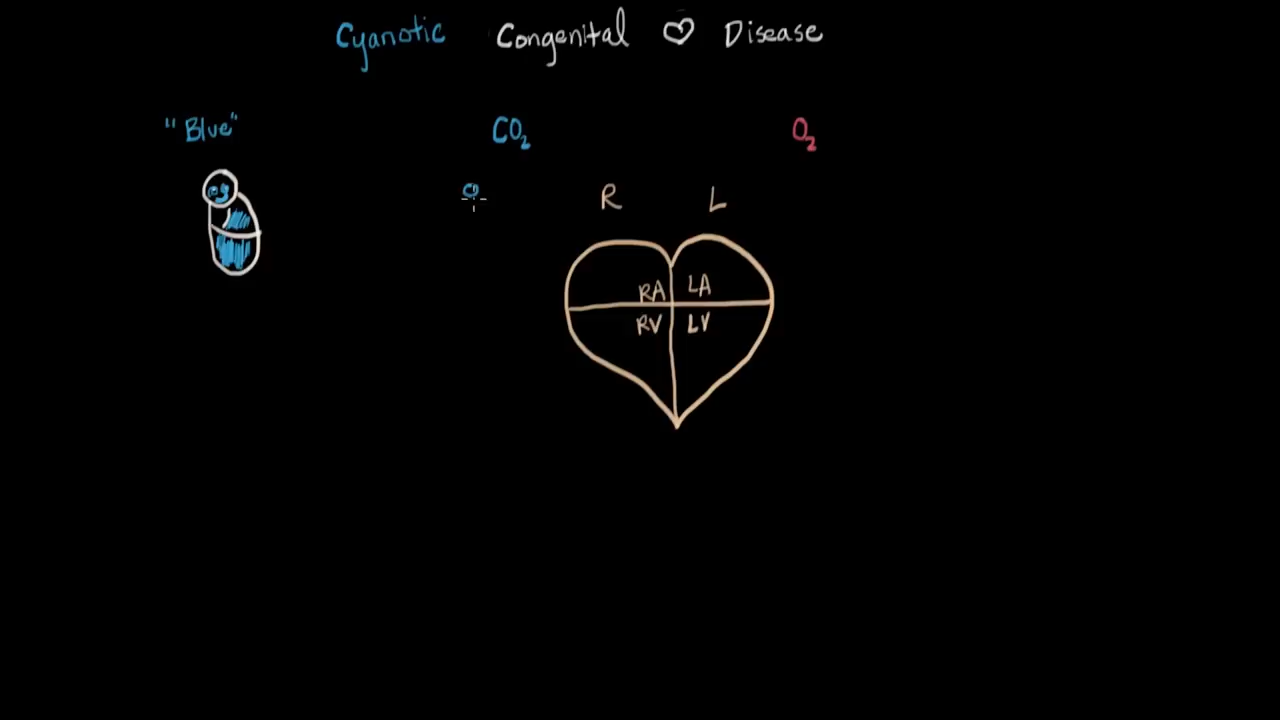 Cyanotic Congenital ♡ Disease
"Blue" CO₂ O₂
R L
RA LA
RV LV